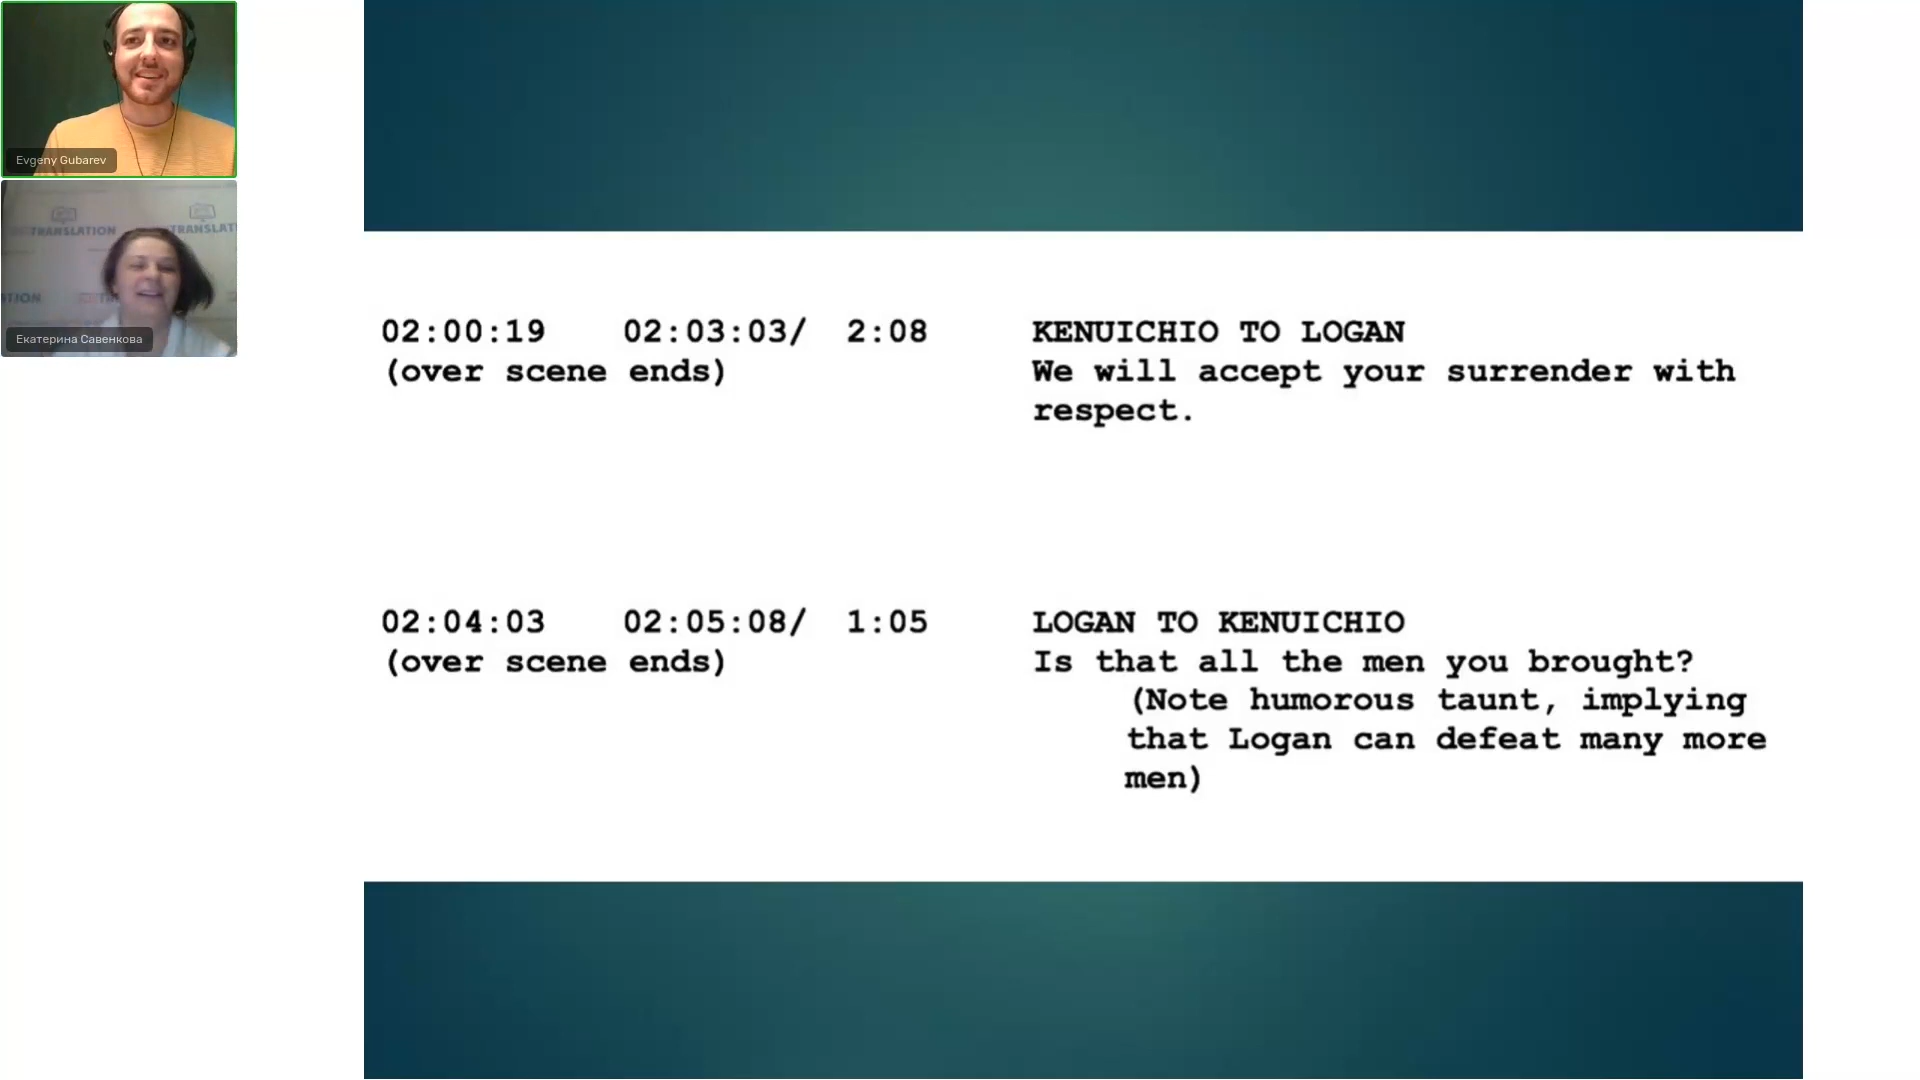 Evgeny Gubarev
TRANSLATION
TRANSLAT
Екатерина Савенкова
02:00:19 02:03:03/ 2:08
(over scene ends)
KENUICHIO TO LOGAN
We will accept your surrender with
respect.
02:04:03 02:05:08/ 1:05
(over scene ends)
LOGAN TO KENUICHIO
Is that all the men you brought?
(Note humorous taunt, implying
that Logan can defeat many more
men)